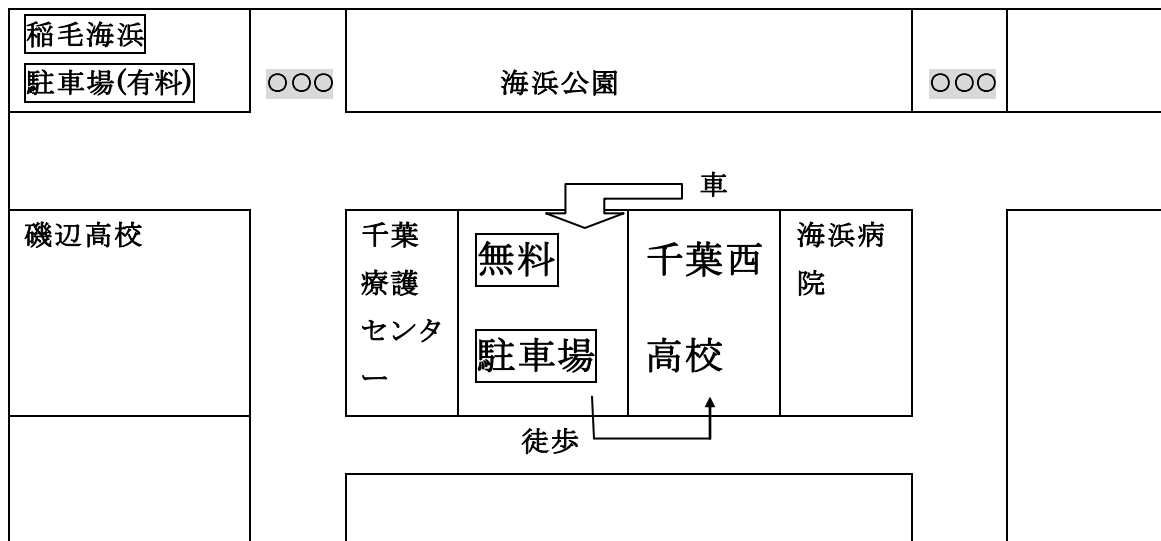 稲毛海浜
駐車場(有料)
○○○
海浜公園
○○○
車
磯辺高校
千葉
療護
センタ
ー
無料
駐車場
千葉西
高校
海浜病
院
徒歩